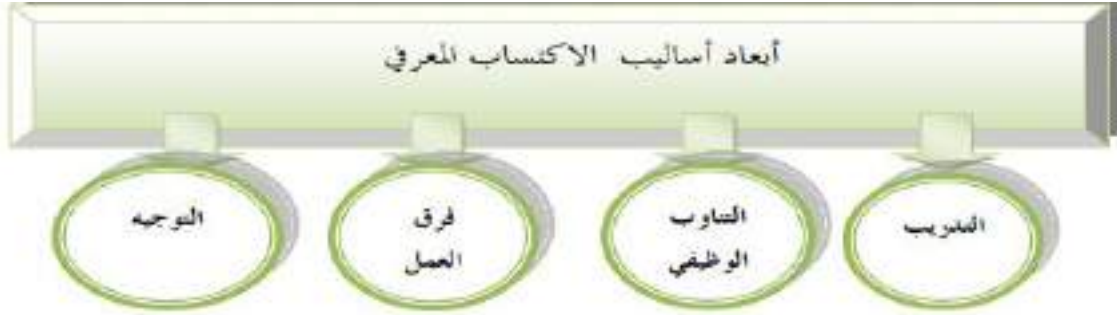 أبعاد أساليب الاكتساب المعرفي
التدريب
التناوب
الوظيفي
فرق
العمل
التوجيه